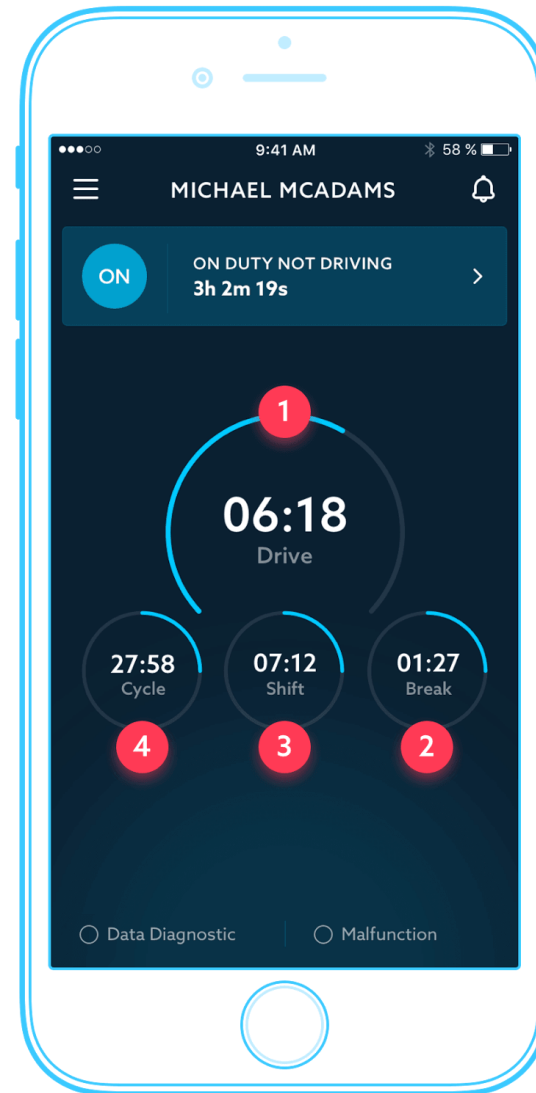 9:41 AM 58 %
MICHAEL MCADAMS
ON
ON DUTY NOT DRIVING
3h 2m 19s
1
06:18
Drive
27:58
Cycle
07:12
Shift
01:27
Break
4
3
2
Data Diagnostic
Malfunction